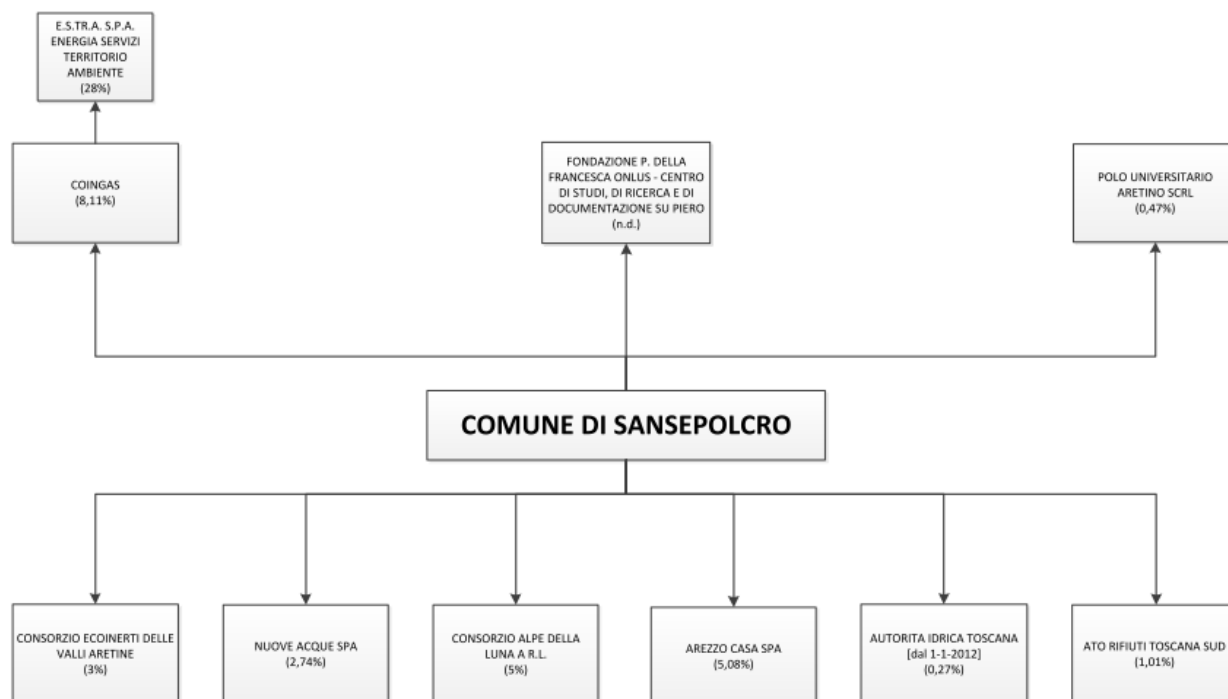 E.S.TR.A. S.P.A.
ENERGIA SERVIZI
TERRITORIO
AMBIENTE
(28%)
COINGAS
(8,11%)
FONDAZIONE P. DELLA
FRANCESCA ONLUS - CENTRO
DI STUDI, DI RICERCA E DI
DOCUMENTAZIONE SU PIERO
(n.d.)
POLO UNIVERSITARIO
ARETINO SCRL
(0,47%)
COMUNE DI SANSEPOLCRO
CONSORZIO ECOINERTI DELLE
VALLI ARETINE
(3%)
NUOVE ACQUE SPA
(2,74%)
CONSORZIO ALPE DELLA
LUNA A R.L.
(5%)
AREZZO CASA SPA
(5,08%)
AUTORITA IDRICA TOSCANA
[dal 1-1-2012]
(0,27%)
ATO RIFIUTI TOSCANA SUD
(1,01%)